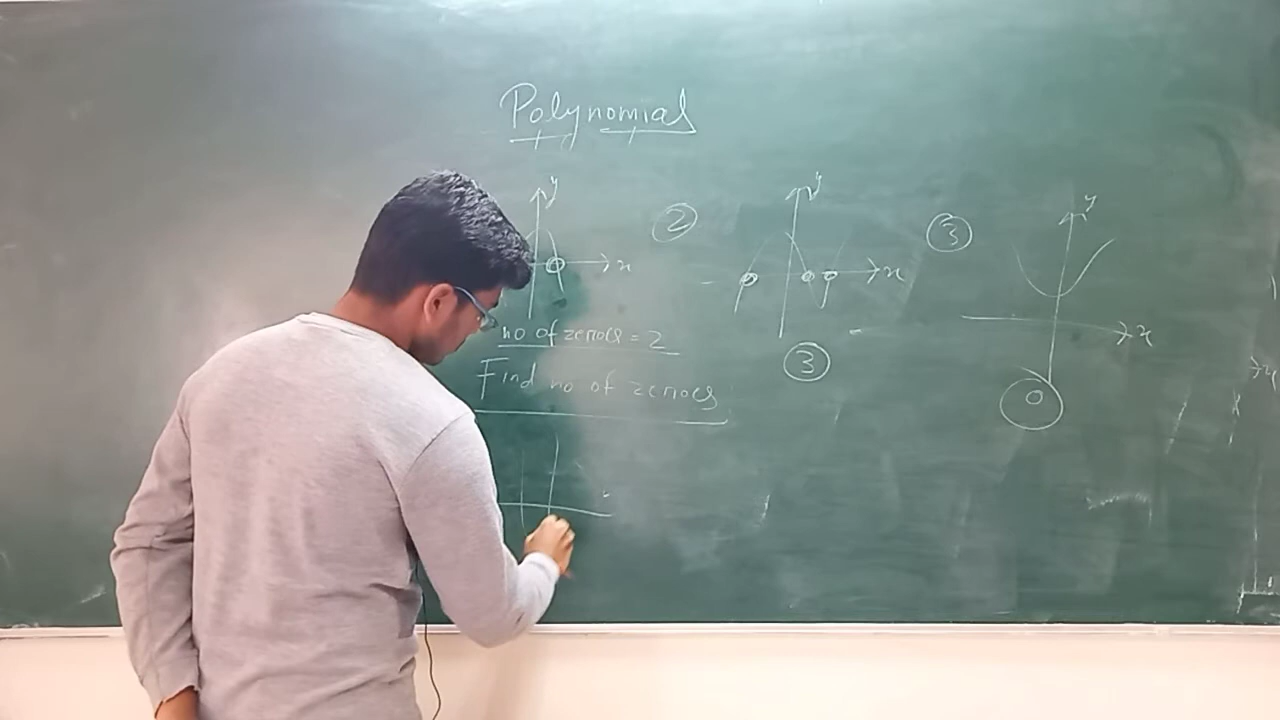 Polynomial
y
x
no of zeroes = 2
Find no of zeroes
②
y
x
③
③
y
x
0
x